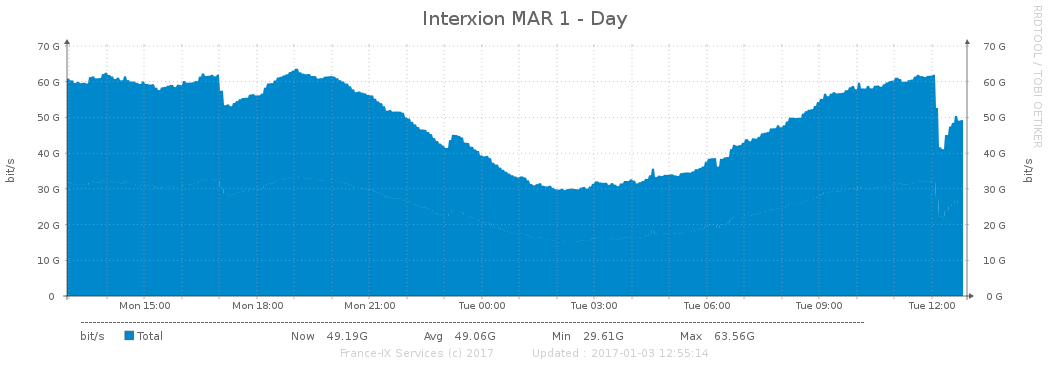 Interxion MAR 1 - Day
RRDTOOL / TOBI OETIKER
70 G 70 G
60 G 60 G
50 G 50 G
40 G 40 G
30 G 30 G
20 G 20 G
10 G 10 G
0 0 G
bit/s bit/s
Mon 15:00 Mon 18:00 Mon 21:00 Tue 00:00 Tue 03:00 Tue 06:00 Tue 09:00 Tue 12:00
bit/s Total Now 49.19G Avg 49.06G Min 29.61G Max 63.56G
France-IX Services (c) 2017 Updated : 2017-01-03 12:55:14